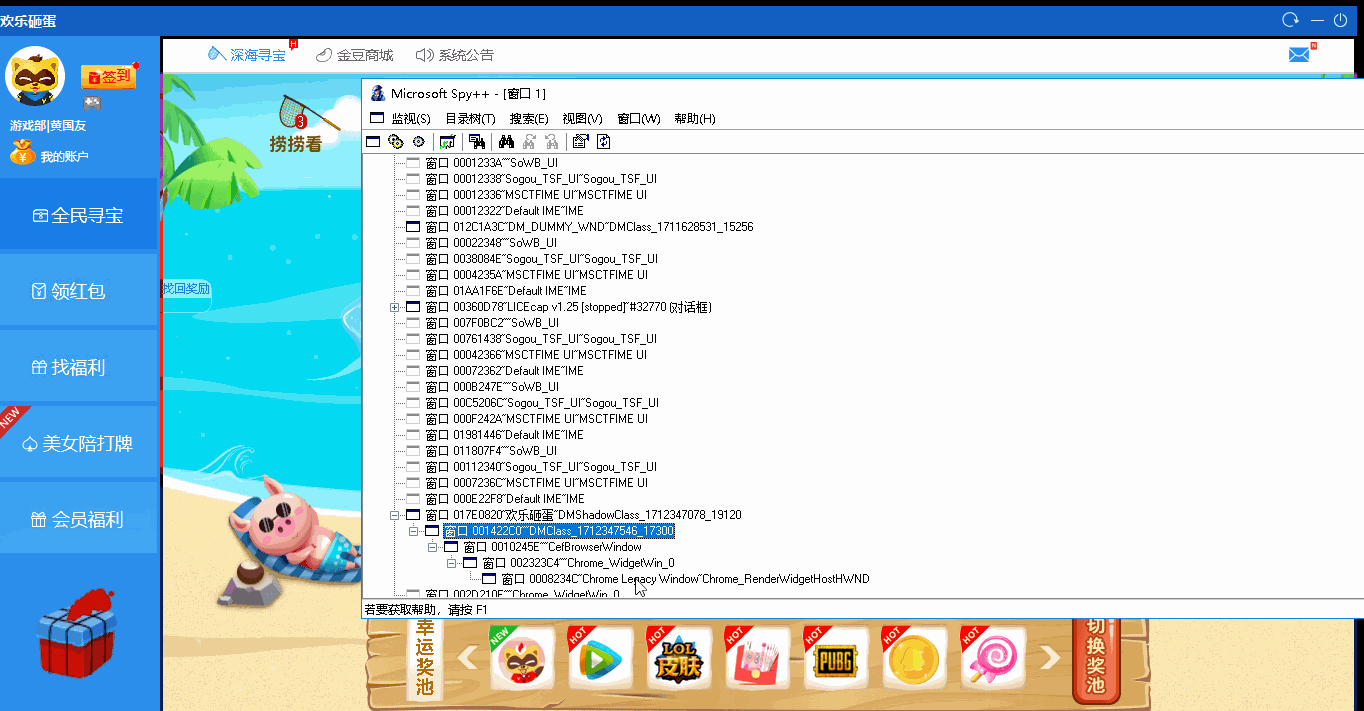 欢乐砸蛋
签到
游戏部|黄国友
我的账户
全民寻宝
领红包
找福利
NEW
美女陪打牌
会员福利
深海寻宝
H
金豆商城
系统公告
N
3
捞捞看
找回奖励
Microsoft Spy++ - [窗口 1]
监视(S) 目录树(T) 搜索(E) 视图(V) 窗口(W) 帮助(H)
窗口 0001233A""SoWB_UI
窗口 00012338"Sogou_TSF_UI"Sogou_TSF_UI
窗口 00012336"MSCTFIME UI"MSCTFIME UI
窗口 00012322"Default IME"IME
窗口 012C1A3C"DM_DUMMY_WND"DMClass_1711628531_15256
窗口 00022348""SoWB_UI
窗口 0038084E"Sogou_TSF_UI"Sogou_TSF_UI
窗口 0004235A"MSCTFIME UI"MSCTFIME UI
窗口 01AA1F6E"Default IME"IME
窗口 00360D78"LICEcap v1.25 [stopped]"#32770 (对话框)
窗口 007F0BC2""SoWB_UI
窗口 00761438"Sogou_TSF_UI"Sogou_TSF_UI
窗口 00042366"MSCTFIME UI"MSCTFIME UI
窗口 00072362"Default IME"IME
窗口 000B247E""SoWB_UI
窗口 00C5206C"Sogou_TSF_UI"Sogou_TSF_UI
窗口 000F242A"MSCTFIME UI"MSCTFIME UI
窗口 01981446"Default IME"IME
窗口 011807F4""SoWB_UI
窗口 00112340"Sogou_TSF_UI"Sogou_TSF_UI
窗口 0007236C"MSCTFIME UI"MSCTFIME UI
窗口 000E22F8"Default IME"IME
窗口 017E0820"欢乐砸蛋"DMShadowClass_1712347078_19120
窗口 001422C0""DMClass_1712347546_17300
窗口 0010245E""CefBrowserWindow
窗口 002323C4""Chrome_WidgetWin_0
窗口 0008234C"Chrome Legacy Window"Chrome_RenderWidgetHostHWND
窗口 002D210E""Chrome_WidgetWin_0
若要获取帮助，请按 F1
幸运奖池
NEW
HOT
HOT
LOL
皮肤
HOT
HOT
PUBG
HOT
HOT
切换奖池